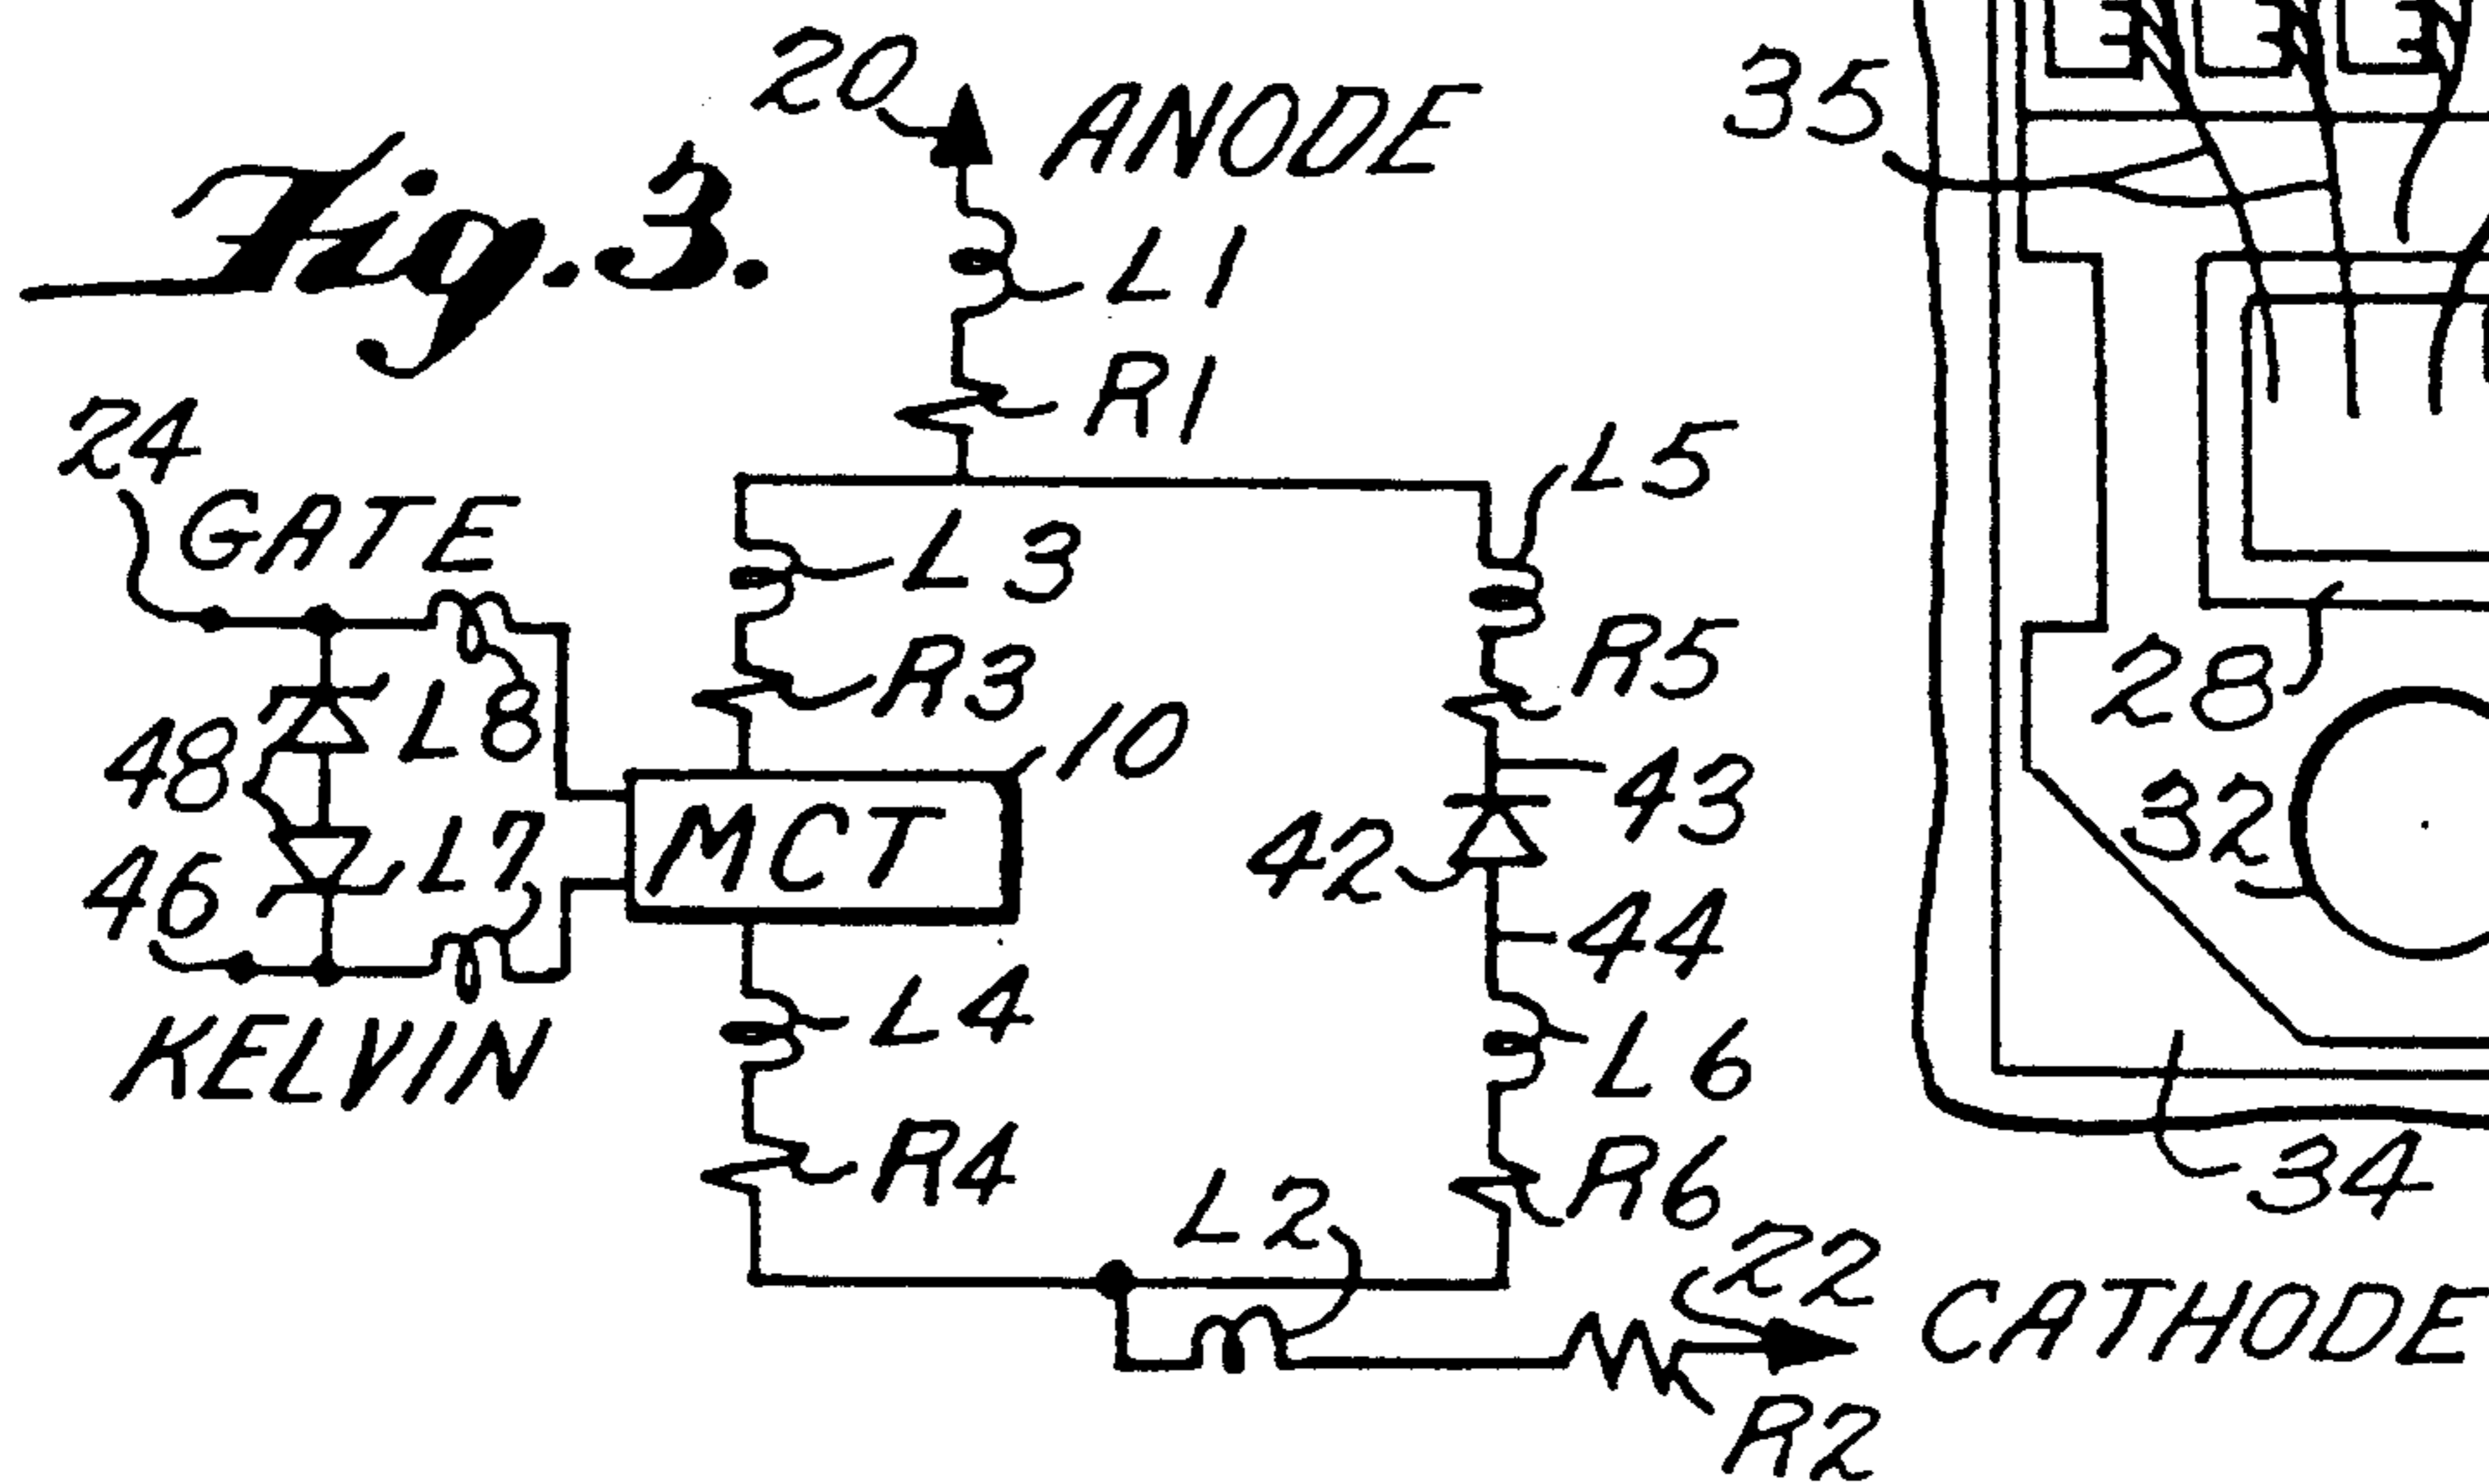 Fig.3.
20
ANODE
35
L1
R1
24
GATE
L5
L3
R5
R3
L8
10
28
48
43
MCT
32
L7
42
46
44
L4
KELVIN
L6
R4
R6
34
L2
22
CATHODE
R2